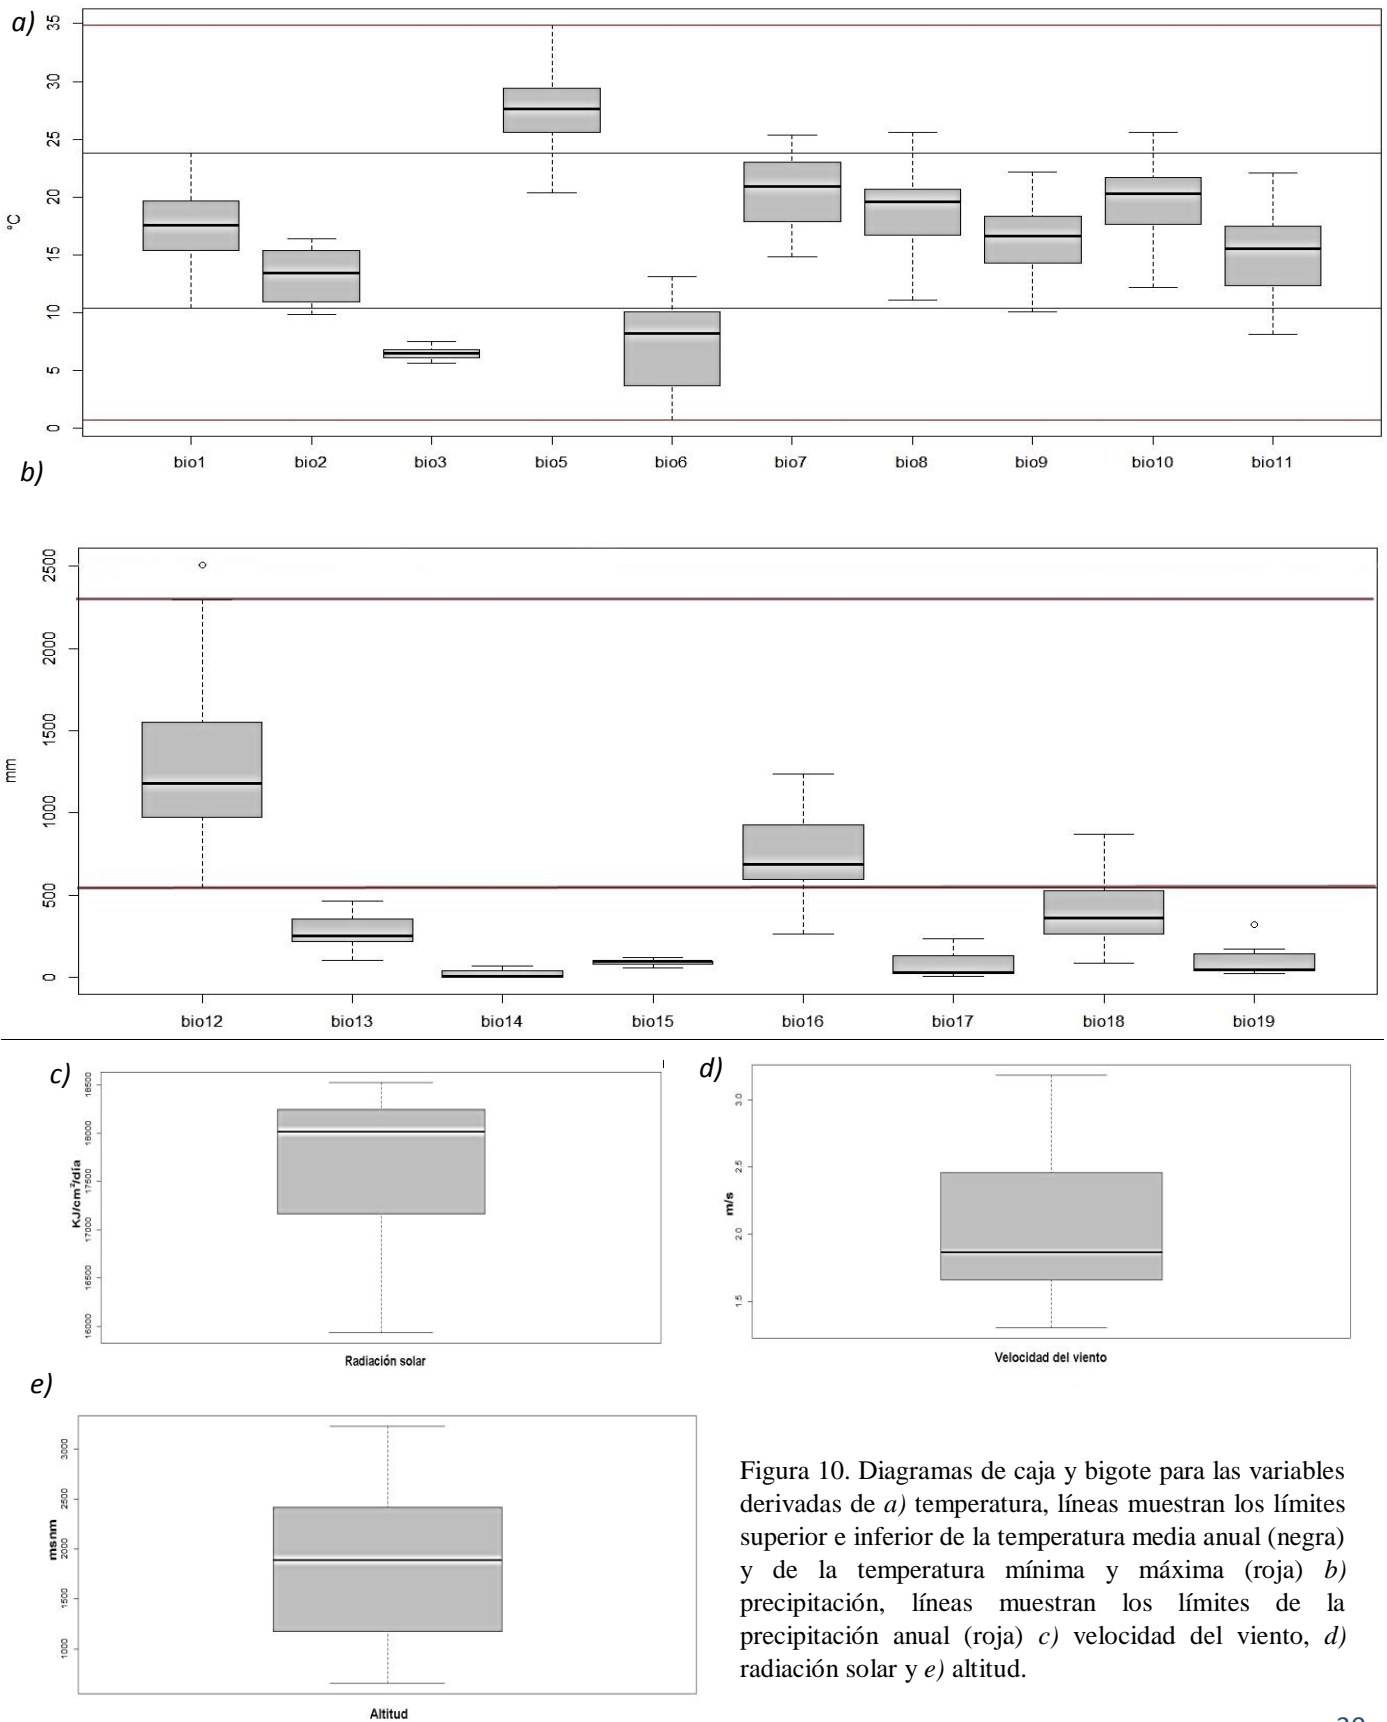 a)
35
30
25
20
15
10
5
0
°C
bio1 bio2 bio3 bio5 bio6 bio7 bio8 bio9 bio10 bio11
b)
2500
2000
1500
1000
500
0
mm
bio12 bio13 bio14 bio15 bio16 bio17 bio18 bio19
c)
18500
18000
17500
17000
16500
16000
KJ/cm²/día
Radiación solar
d)
3.0
2.5
2.0
1.5
m/s
Velocidad del viento
e)
3000
2500
2000
1500
1000
msnm
Altitud
Figura 10. Diagramas de caja y bigote para las variables
derivadas de a) temperatura, líneas muestran los límites
superior e inferior de la temperatura media anual (negra)
y de la temperatura mínima y máxima (roja) b)
precipitación, líneas muestran los límites de la
precipitación anual (roja) c) velocidad del viento, d)
radiación solar y e) altitud.